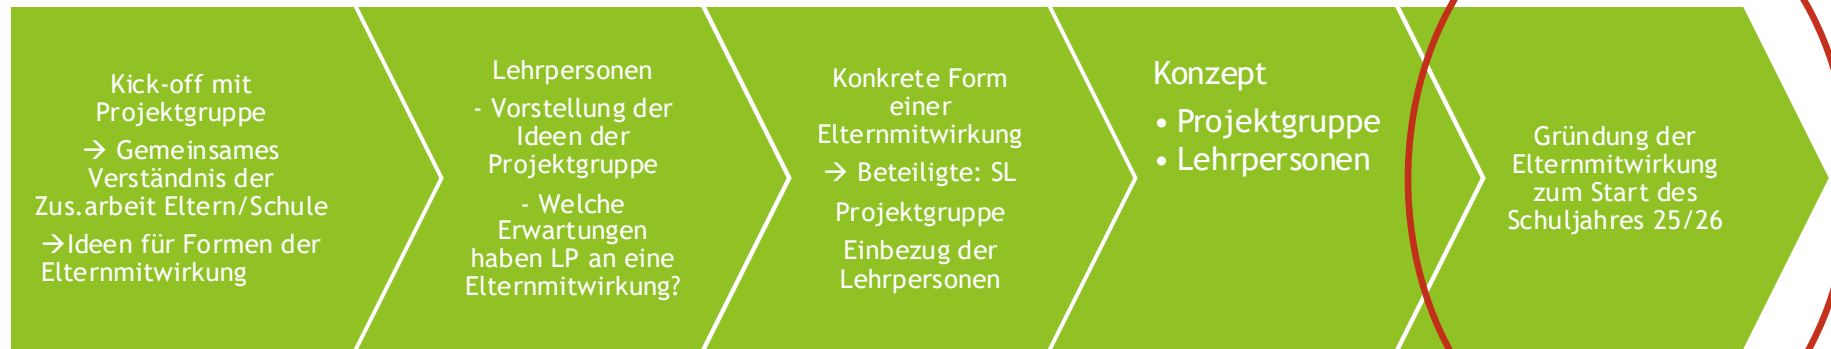 Kick-off mit
Projektgruppe
→ Gemeinsames
Verständnis der
Zus.arbeit Eltern/Schule
→Ideen für Formen der
Elternmitwirkung
Lehrpersonen
- Vorstellung der
Ideen der
Projektgruppe
- Welche
Erwartungen
haben LP an eine
Elternmitwirkung?
Konkrete Form
einer
Elternmitwirkung
→ Beteiligte: SL
Projektgruppe
Einbezug der
Lehrpersonen
Konzept
• Projektgruppe
• Lehrpersonen
Gründung der
Elternmitwirkung
zum Start des
Schuljahres 25/26